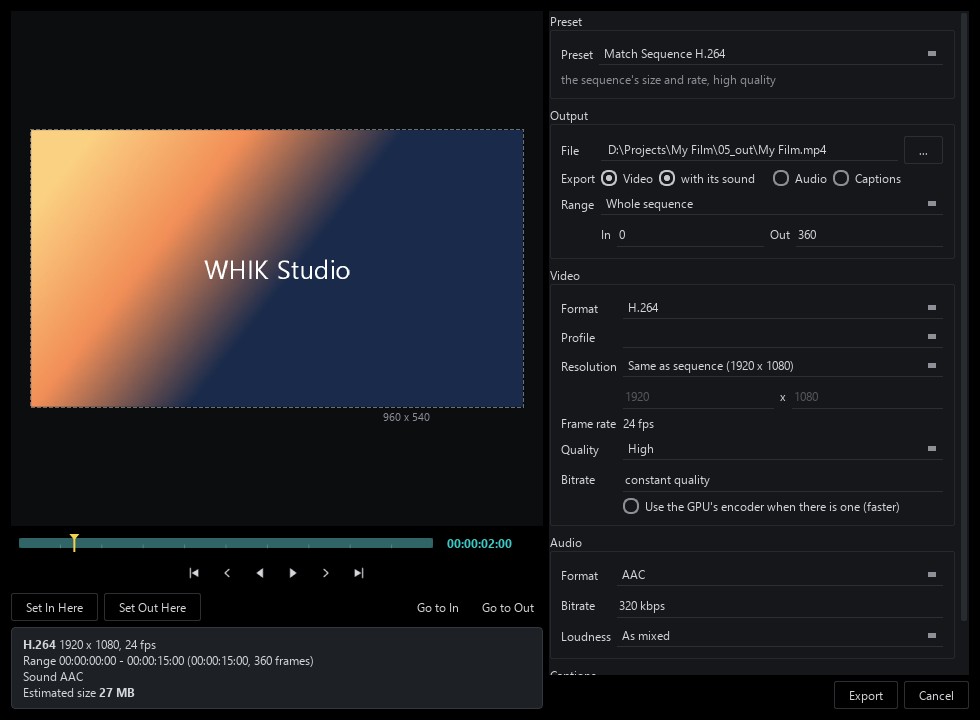 WHIK Studio
960 x 540
00:00:02:00
Set In Here
Set Out Here
Go to In
Go to Out
H.264 1920 x 1080, 24 fps
Range 00:00:00:00 - 00:00:15:00 (00:00:15:00, 360 frames)
Sound AAC
Estimated size 27 MB
Preset
Preset Match Sequence H.264
the sequence's size and rate, high quality
Output
File D:\Projects\My Film\05_out\My Film.mp4 ...
Export Video with its sound Audio Captions
Range Whole sequence
In 0 Out 360
Video
Format H.264
Profile
Resolution Same as sequence (1920 x 1080)
1920 x 1080
Frame rate 24 fps
Quality High
Bitrate constant quality
Use the GPU's encoder when there is one (faster)
Audio
Format AAC
Bitrate 320 kbps
Loudness As mixed
Export Cancel